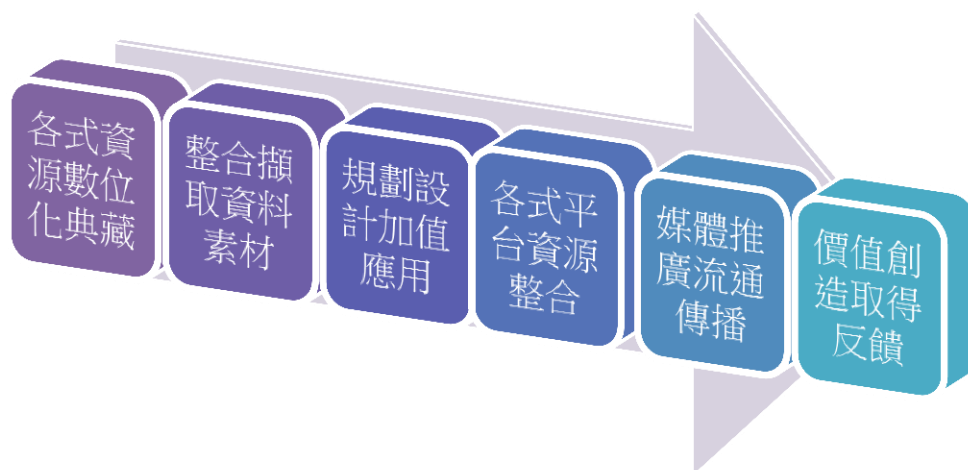 各式資
源數位
化典藏
整合擷
取資料
素材
規劃設
計加值
應用
各式平
台資源
整合
媒體推
廣流通
傳播
價值創
造取得
反饋